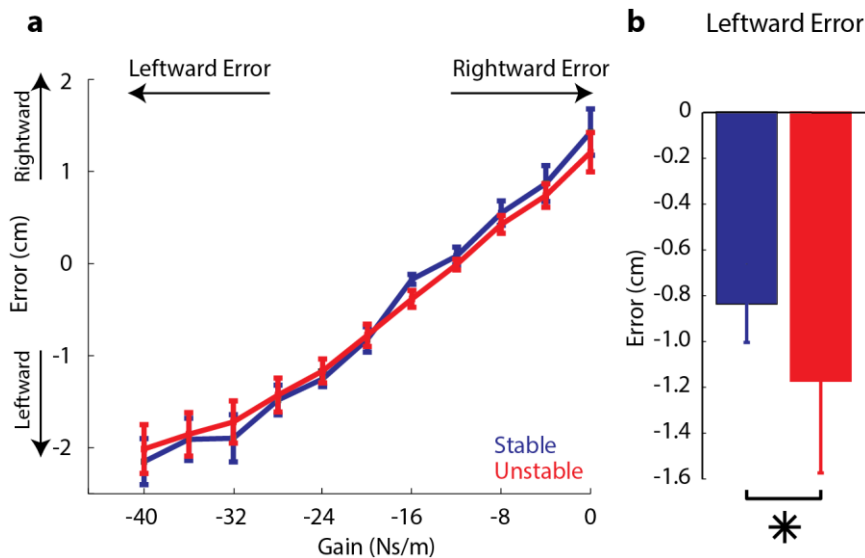 a
Leftward Error
Rightward Error
Rightward
Error (cm)
Leftward
2
1
0
-1
-2
-40
-32
-24
-16
-8
0
Gain (Ns/m)
Stable
Unstable
b
Leftward Error
Error (cm)
0
-0.2
-0.4
-0.6
-0.8
-1.0
-1.2
-1.4
-1.6